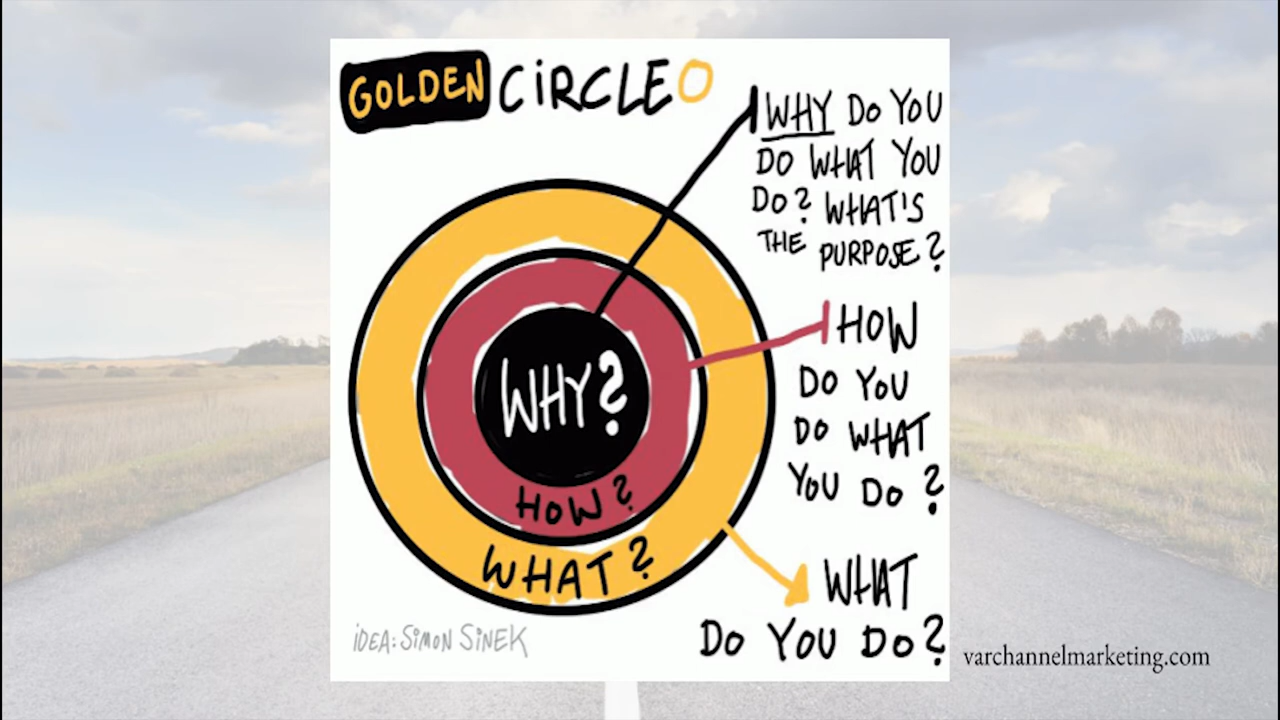 GOLDEN CiRCLE
WHY DO YOU
DO WHAT YOU
DO? WHAT'S
THE PURPOSE?
HOW
DO YOU
DO WHAT
YOU DO?
WHY?
HOW?
WHAT?
WHAT
DO YOU DO?
iDEA: SiMON SiNEK
varchannelmarketing.com